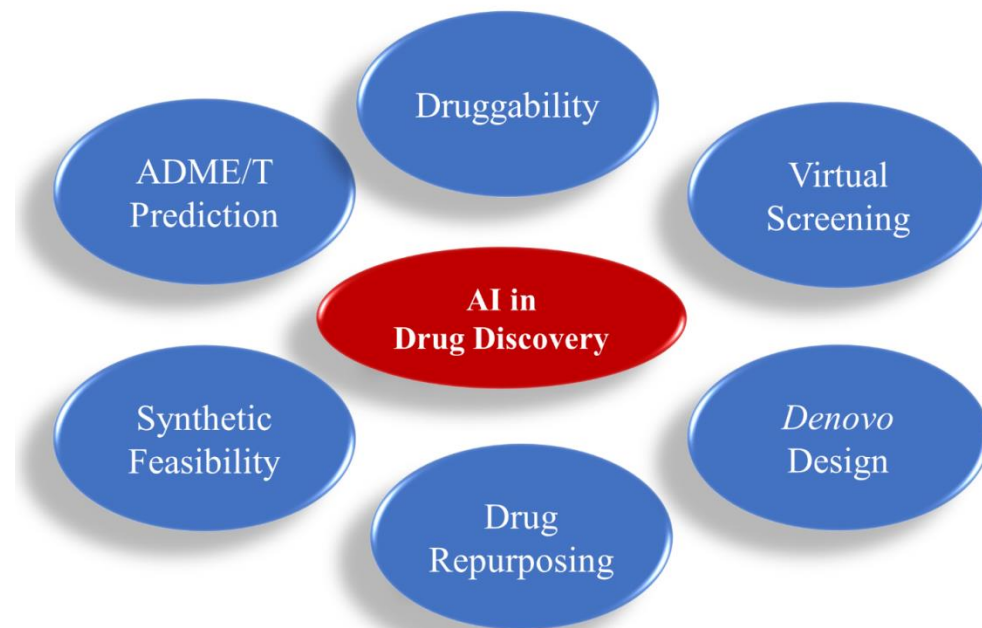 Druggability
ADME/T
Prediction
Virtual
Screening
AI in
Drug Discovery
Synthetic
Feasibility
Denovo
Design
Drug
Repurposing